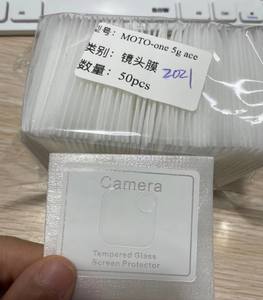 型号：MOTO-one 5g ace
类别：镜头膜
2021
数量：50pcs
Camera
Tempered Glass
Screen Protector